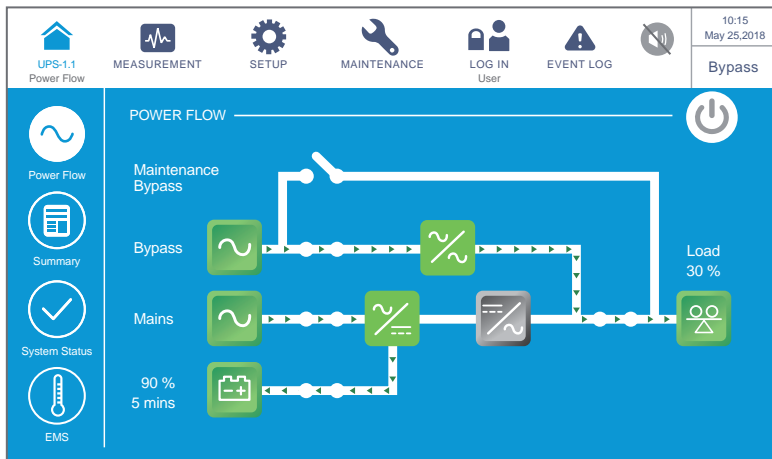 10:15
May 25,2018
UPS-1.1
Power Flow
MEASUREMENT
SETUP
MAINTENANCE
LOG IN
User
EVENT LOG
Bypass
POWER FLOW
Power Flow
Maintenance
Bypass
Bypass
Load
30 %
Summary
Mains
System Status
90 %
5 mins
EMS